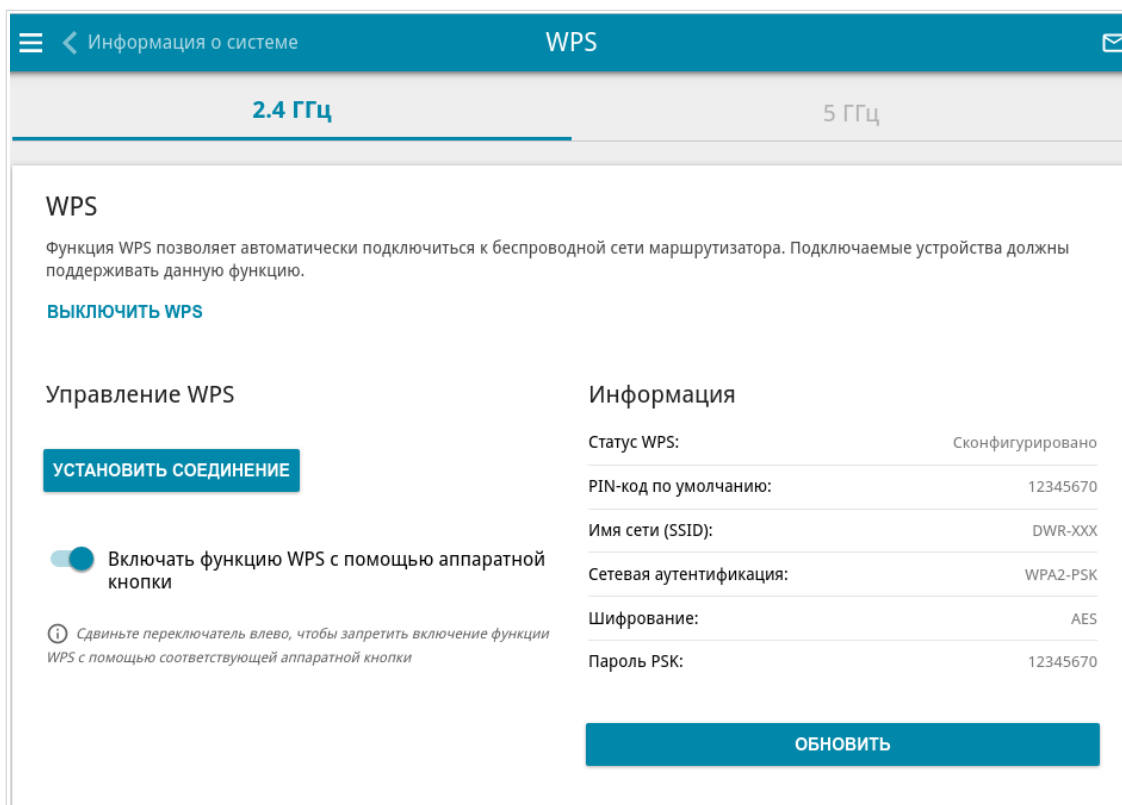 Информация о системе
WPS
2.4 ГГц
5 ГГц
WPS
Функция WPS позволяет автоматически подключиться к беспроводной сети маршрутизатора. Подключаемые устройства должны
поддерживать данную функцию.
ВЫКЛЮЧИТЬ WPS
Управление WPS
УСТАНОВИТЬ СОЕДИНЕНИЕ
Включать функцию WPS с помощью аппаратной
кнопки
Сдвиньте переключатель влево, чтобы запретить включение функции
WPS с помощью соответствующей аппаратной кнопки
Информация
Статус WPS: Сконфигурировано
PIN-код по умолчанию: 12345670
Имя сети (SSID): DWR-XXX
Сетевая аутентификация: WPA2-PSK
Шифрование: AES
Пароль PSK: 12345670
ОБНОВИТЬ